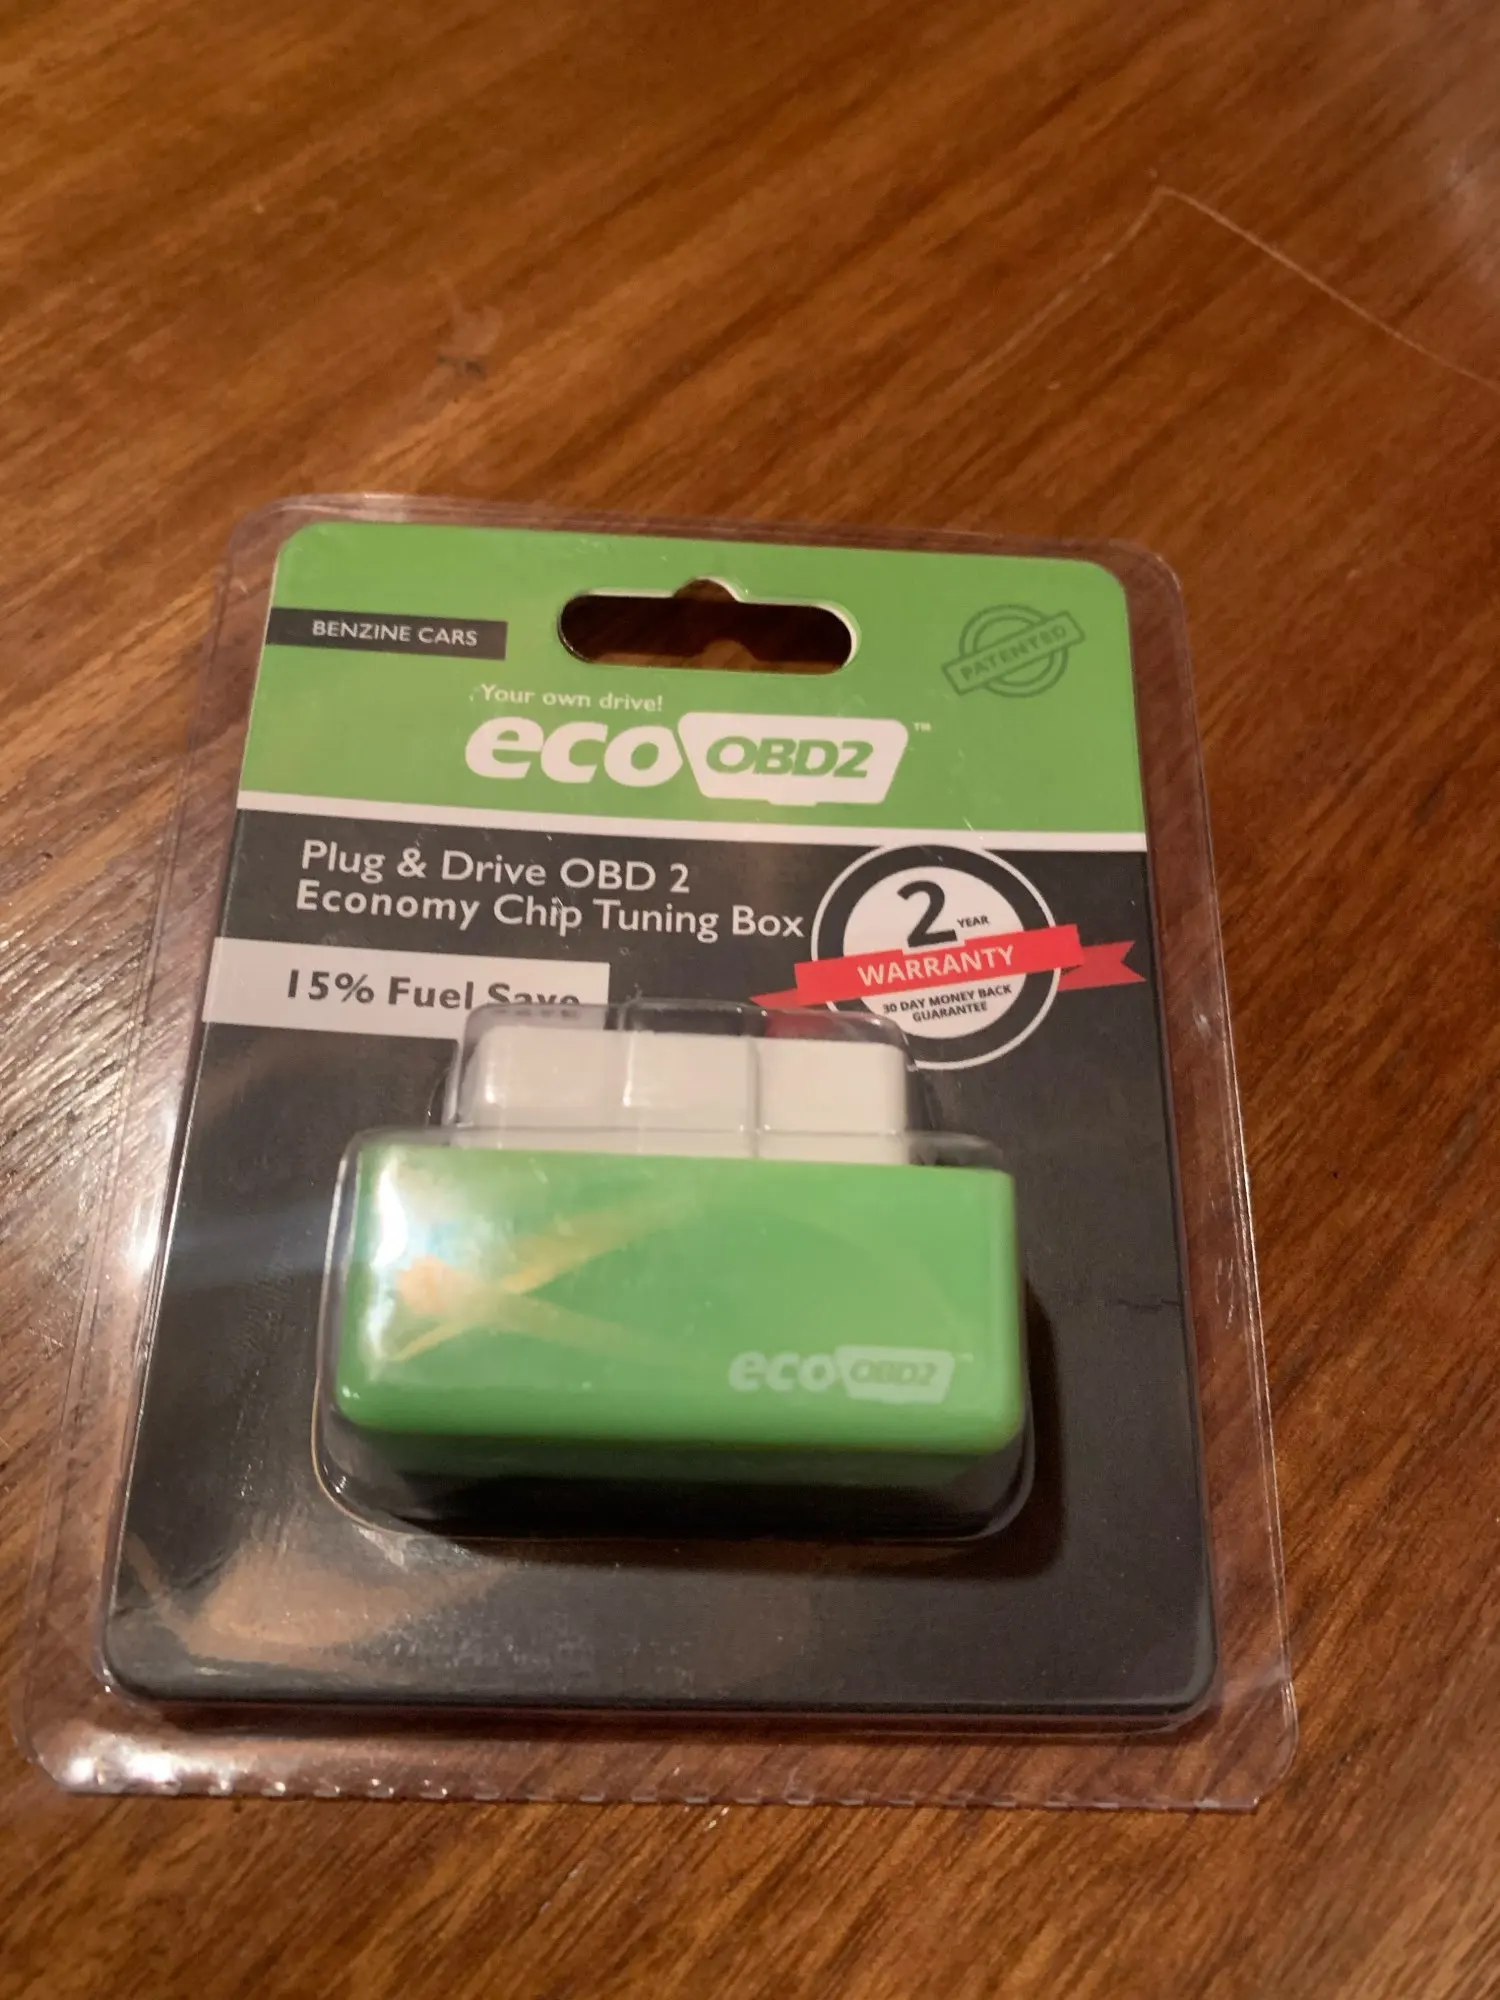 BENZINE CARS
PATENTED
Your own drive!
eco OBD2™
Plug & Drive OBD 2
Economy Chip Tuning Box
15% Fuel Save
2 YEAR
WARRANTY
30 DAY MONEY BACK
GUARANTEE
eco OBD2